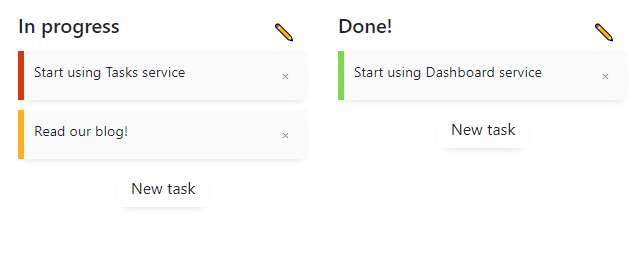 In progress
Start using Tasks service
×
Read our blog!
×
New task
Done!
Start using Dashboard service
×
New task